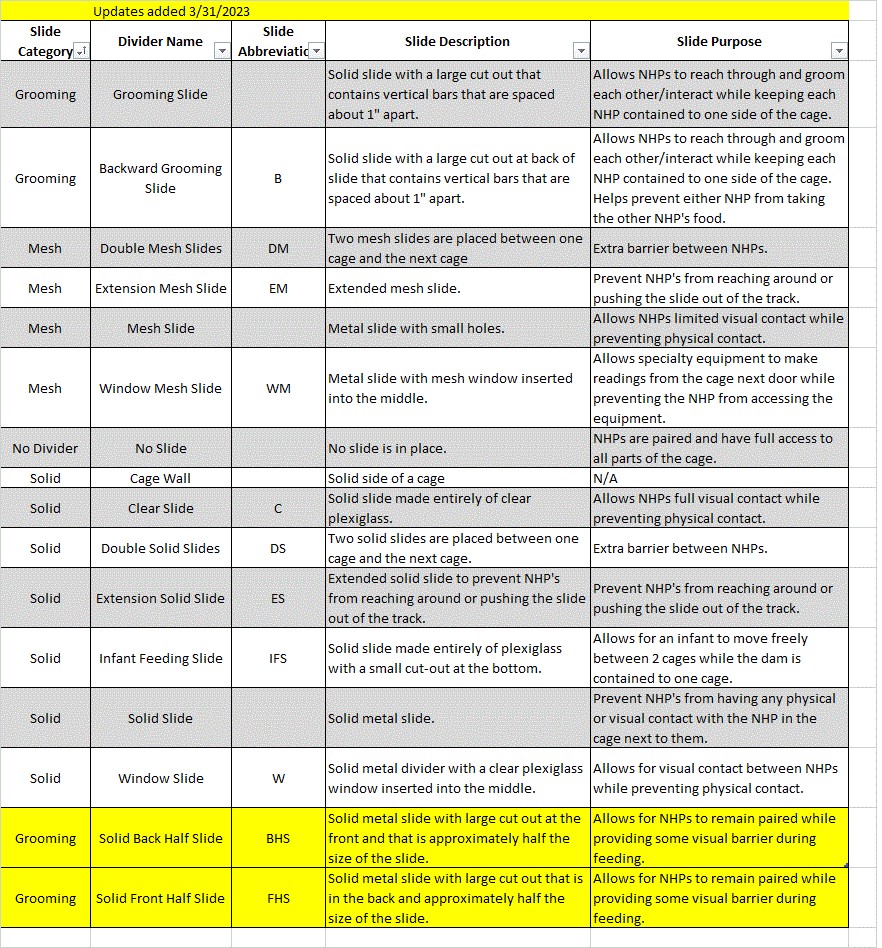 Updates added 3/31/2023
Slide Category
Divider Name
Slide Abbreviatic
Slide Description
Slide Purpose
Grooming
Grooming Slide
Solid slide with a large cut out that
contains vertical bars that are spaced
about 1" apart.
Allows NHPs to reach through and groom
each other/interact while keeping each
NHP contained to one side of the cage.
Grooming
Backward Grooming
Slide
B
Solid slide with a large cut out at back of
slide that contains vertical bars that are
spaced about 1" apart.
Allows NHPs to reach through and groom
each other/interact while keeping each
NHP contained to one side of the cage.
Helps prevent either NHP from taking
the other NHP's food.
Mesh
Double Mesh Slides
DM
Two mesh slides are placed between one
cage and the next cage
Extra barrier between NHPs.
Mesh
Extension Mesh Slide
EM
Extended mesh slide.
Prevent NHP's from reaching around or
pushing the slide out of the track.
Mesh
Mesh Slide
Metal slide with small holes.
Allows NHPs limited visual contact while
preventing physical contact.
Mesh
Window Mesh Slide
WM
Metal slide with mesh window inserted
into the middle.
Allows specialty equipment to make
readings from the cage next door while
preventing the NHP from accessing the
equipment.
No Divider
No Slide
No slide is in place.
NHPs are paired and have full access to
all parts of the cage.
Solid
Cage Wall
Solid side of a cage
N/A
Solid
Clear Slide
C
Solid slide made entirely of clear
plexiglass.
Allows NHPs full visual contact while
preventing physical contact.
Solid
Double Solid Slides
DS
Two solid slides are placed between one
cage and the next cage.
Extra barrier between NHPs.
Solid
Extension Solid Slide
ES
Extended solid slide to prevent NHP's
from reaching around or pushing the slide
out of the track.
Prevent NHP's from reaching around or
pushing the slide out of the track.
Solid
Infant Feeding Slide
IFS
Solid slide made entirely of plexiglass
with a small cut-out at the bottom.
Allows for an infant to move freely
between 2 cages while the dam is
contained to one cage.
Solid
Solid Slide
Solid metal slide.
Prevent NHP's from having any physical
or visual contact with the NHP in the
cage next to them.
Solid
Window Slide
W
Solid metal divider with a clear plexiglass
window inserted into the middle.
Allows for visual contact between NHPs
while preventing physical contact.
Grooming
Solid Back Half Slide
BHS
Solid metal slide with large cut out at the
front and that is approximately half the
size of the slide.
Allows for NHPs to remain paired while
providing some visual barrier during
feeding.
Grooming
Solid Front Half Slide
FHS
Solid metal slide with large cut out that is
in the back and approximately half the
size of the slide.
Allows for NHPs to remain paired while
providing some visual barrier during
feeding.